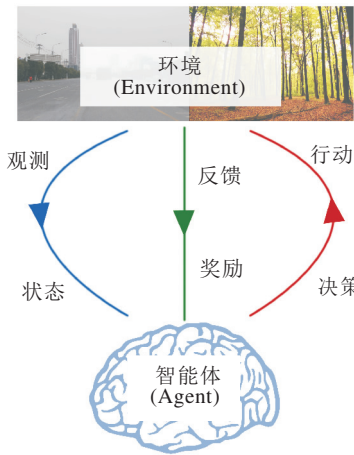 环境
(Environment)
观测
反馈
行动
状态
奖励
决策
智能体
(Agent)